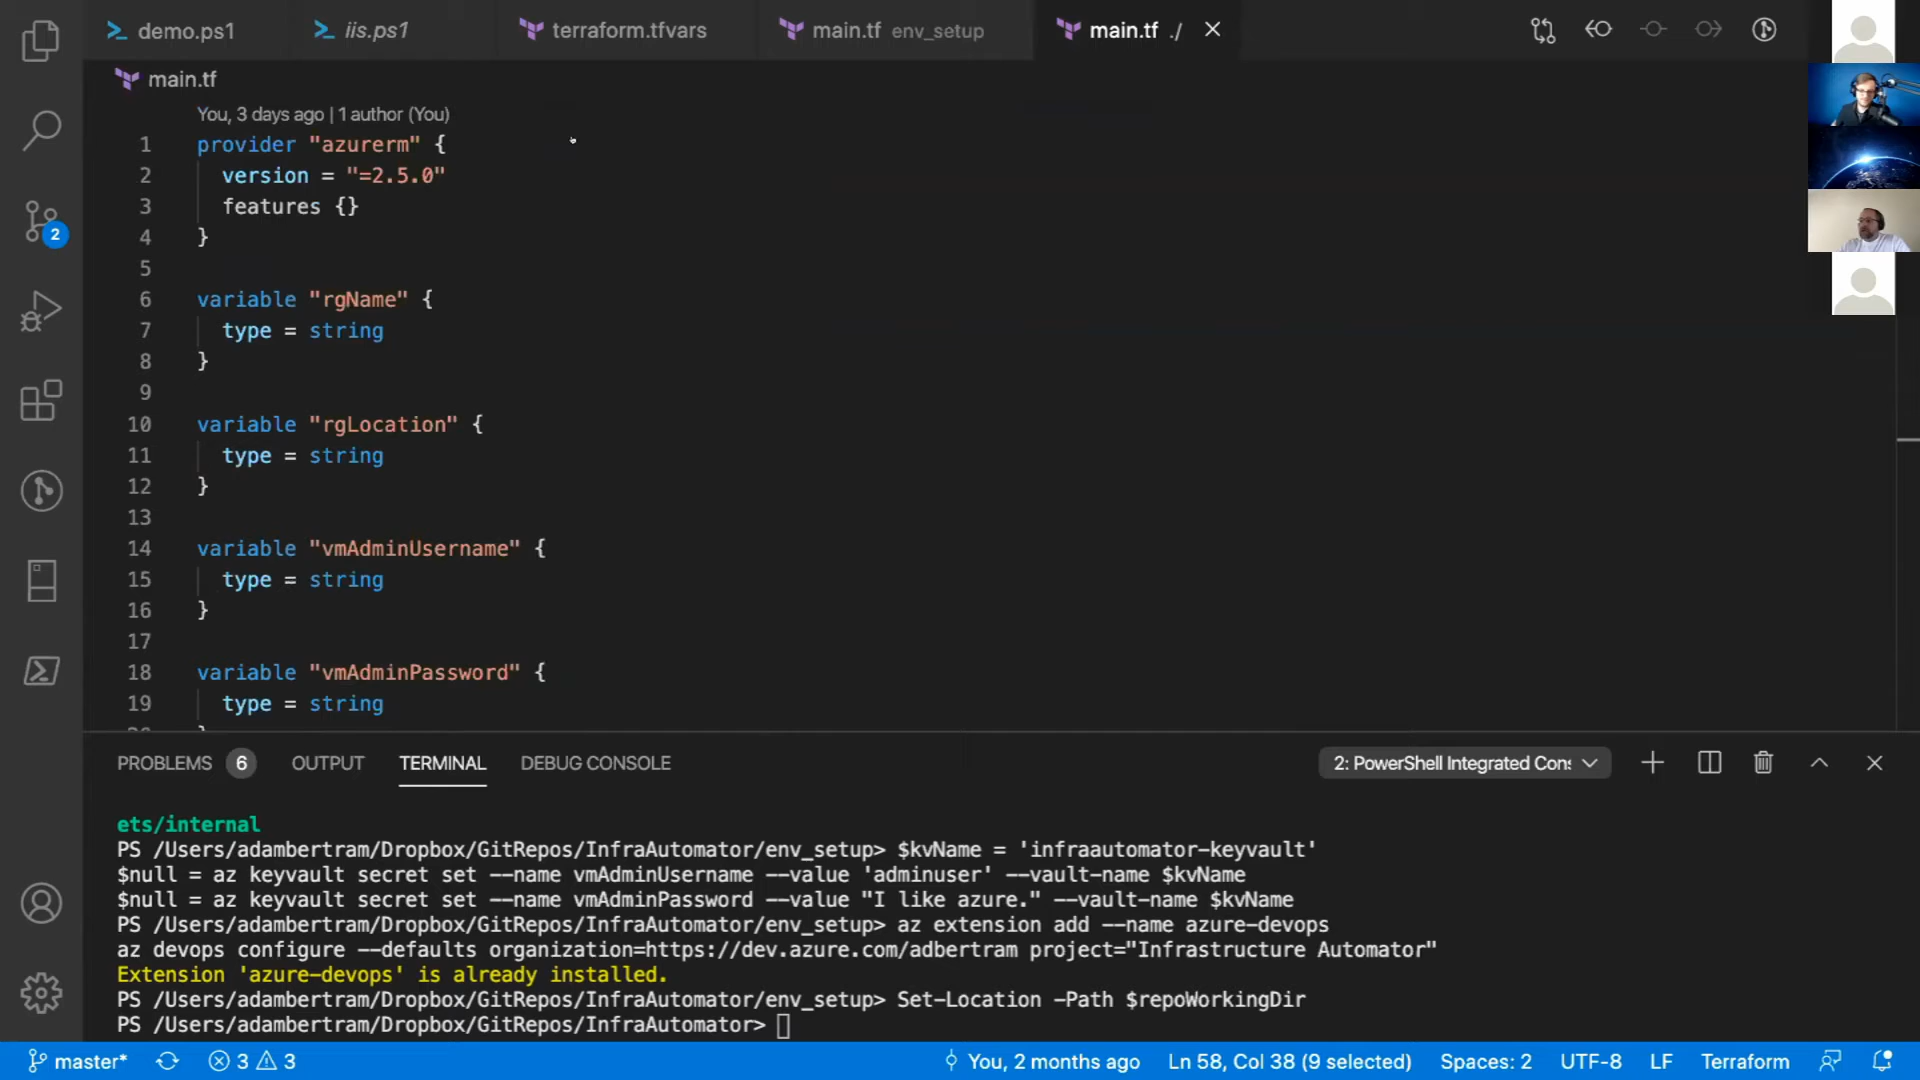 demo.ps1
iis.ps1
terraform.tfvars
main.tf env_setup
main.tf ./
main.tf
You, 3 days ago | 1 author (You)
1 provider "azurerm" {
2 version = "=2.5.0"
3 features {}
4 }
5
6 variable "rgName" {
7 type = string
8 }
9
10 variable "rgLocation" {
11 type = string
12 }
13
14 variable "vmAdminUsername" {
15 type = string
16 }
17
18 variable "vmAdminPassword" {
19 type = string
2
PROBLEMS 6 OUTPUT TERMINAL DEBUG CONSOLE
2: PowerShell Integrated Cons
ets/internal
PS /Users/adambertram/Dropbox/GitRepos/InfraAutomator/env_setup> $kvName = 'infraautomator-keyvault'
$null = az keyvault secret set --name vmAdminUsername --value 'adminuser' --vault-name $kvName
$null = az keyvault secret set --name vmAdminPassword --value "I like azure." --vault-name $kvName
PS /Users/adambertram/Dropbox/GitRepos/InfraAutomator/env_setup> az extension add --name azure-devops
az devops configure --defaults organization=https://dev.azure.com/adbertram project="Infrastructure Automator"
Extension 'azure-devops' is already installed.
PS /Users/adambertram/Dropbox/GitRepos/InfraAutomator/env_setup> Set-Location -Path $repoWorkingDir
PS /Users/adambertram/Dropbox/GitRepos/InfraAutomator>
master* 3 3 You, 2 months ago Ln 58, Col 38 (9 selected) Spaces: 2 UTF-8 LF Terraform